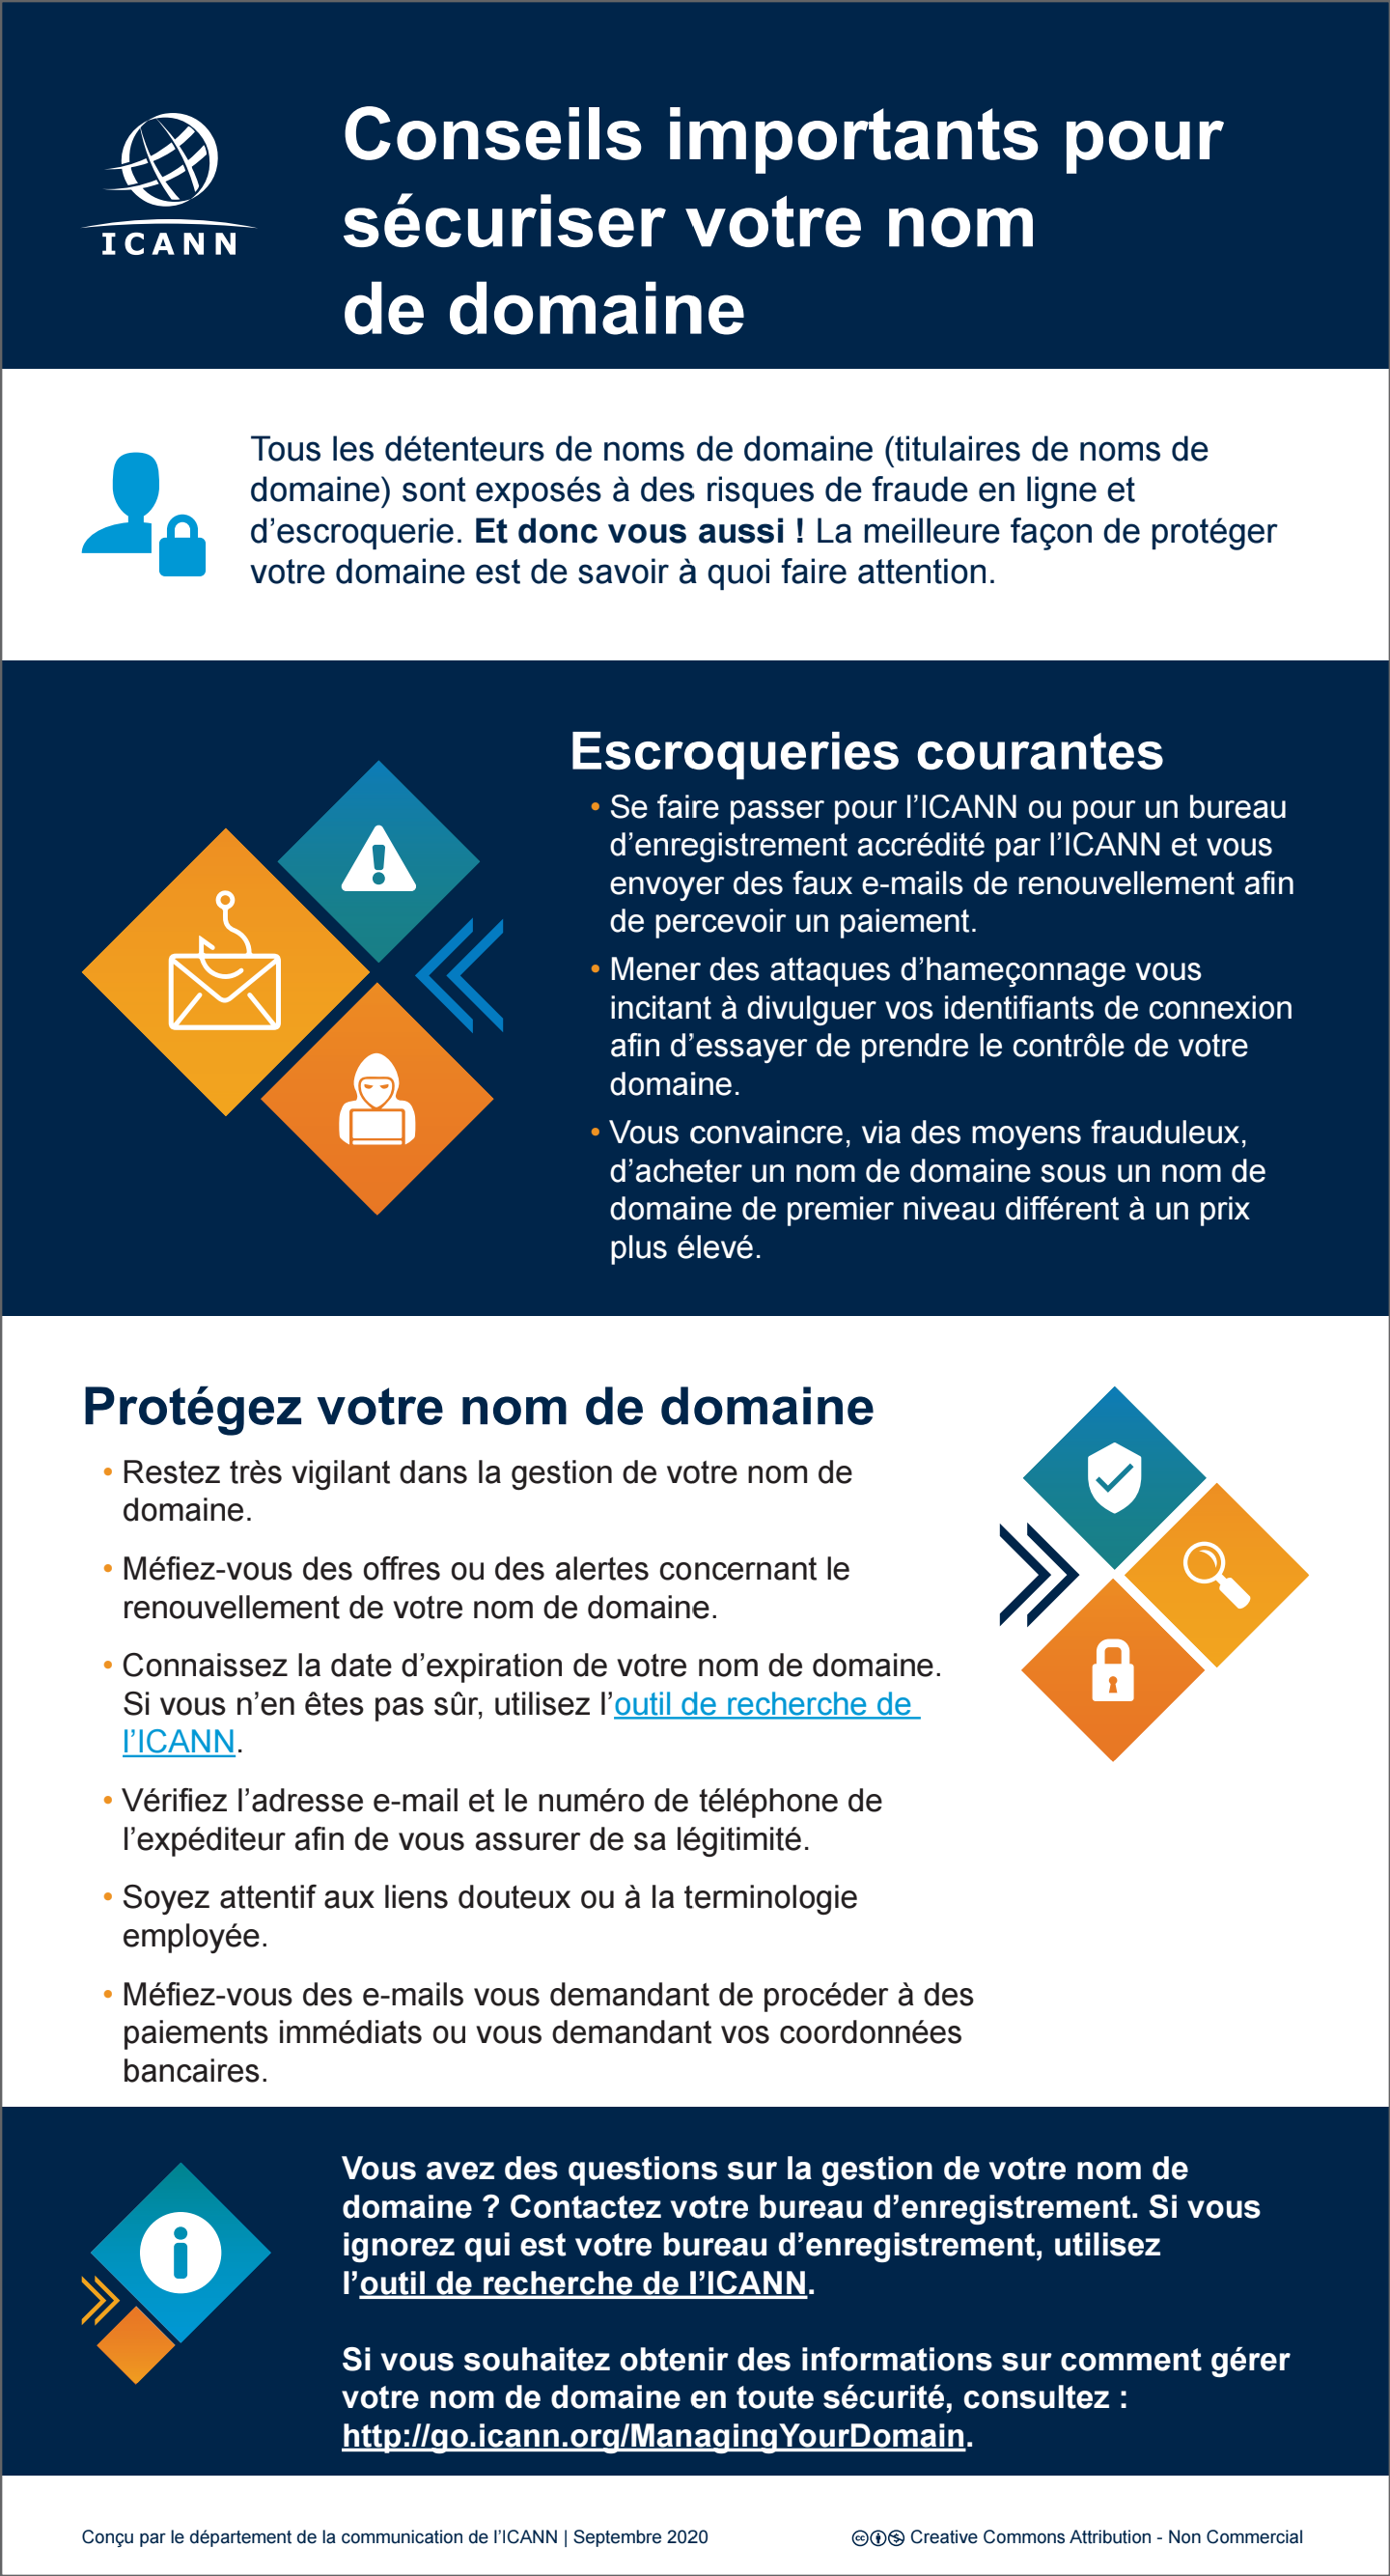 ICANN
Conseils importants pour
sécuriser votre nom
de domaine
Tous les détenteurs de noms de domaine (titulaires de noms de
domaine) sont exposés à des risques de fraude en ligne et
d’escroquerie. Et donc vous aussi ! La meilleure façon de protéger
votre domaine est de savoir à quoi faire attention.
Escroqueries courantes
• Se faire passer pour l’ICANN ou pour un bureau
d’enregistrement accrédité par l’ICANN et vous
envoyer des faux e-mails de renouvellement afin
de percevoir un paiement.
• Mener des attaques d’hameçonnage vous
incitant à divulguer vos identifiants de connexion
afin d’essayer de prendre le contrôle de votre
domaine.
• Vous convaincre, via des moyens frauduleux,
d’acheter un nom de domaine sous un nom de
domaine de premier niveau différent à un prix
plus élevé.
Protégez votre nom de domaine
• Restez très vigilant dans la gestion de votre nom de
domaine.
• Méfiez-vous des offres ou des alertes concernant le
renouvellement de votre nom de domaine.
• Connaissez la date d’expiration de votre nom de domaine.
Si vous n’en êtes pas sûr, utilisez l’outil de recherche de
l’ICANN.
• Vérifiez l’adresse e-mail et le numéro de téléphone de
l’expéditeur afin de vous assurer de sa légitimité.
• Soyez attentif aux liens douteux ou à la terminologie
employée.
• Méfiez-vous des e-mails vous demandant de procéder à des
paiements immédiats ou vous demandant vos coordonnées
bancaires.
Vous avez des questions sur la gestion de votre nom de
domaine ? Contactez votre bureau d’enregistrement. Si vous
ignorez qui est votre bureau d’enregistrement, utilisez
l’outil de recherche de l’ICANN.
Si vous souhaitez obtenir des informations sur comment gérer
votre nom de domaine en toute sécurité, consultez :
http://go.icann.org/ManagingYourDomain.
Conçu par le département de la communication de l’ICANN | Septembre 2020
Creative Commons Attribution - Non Commercial